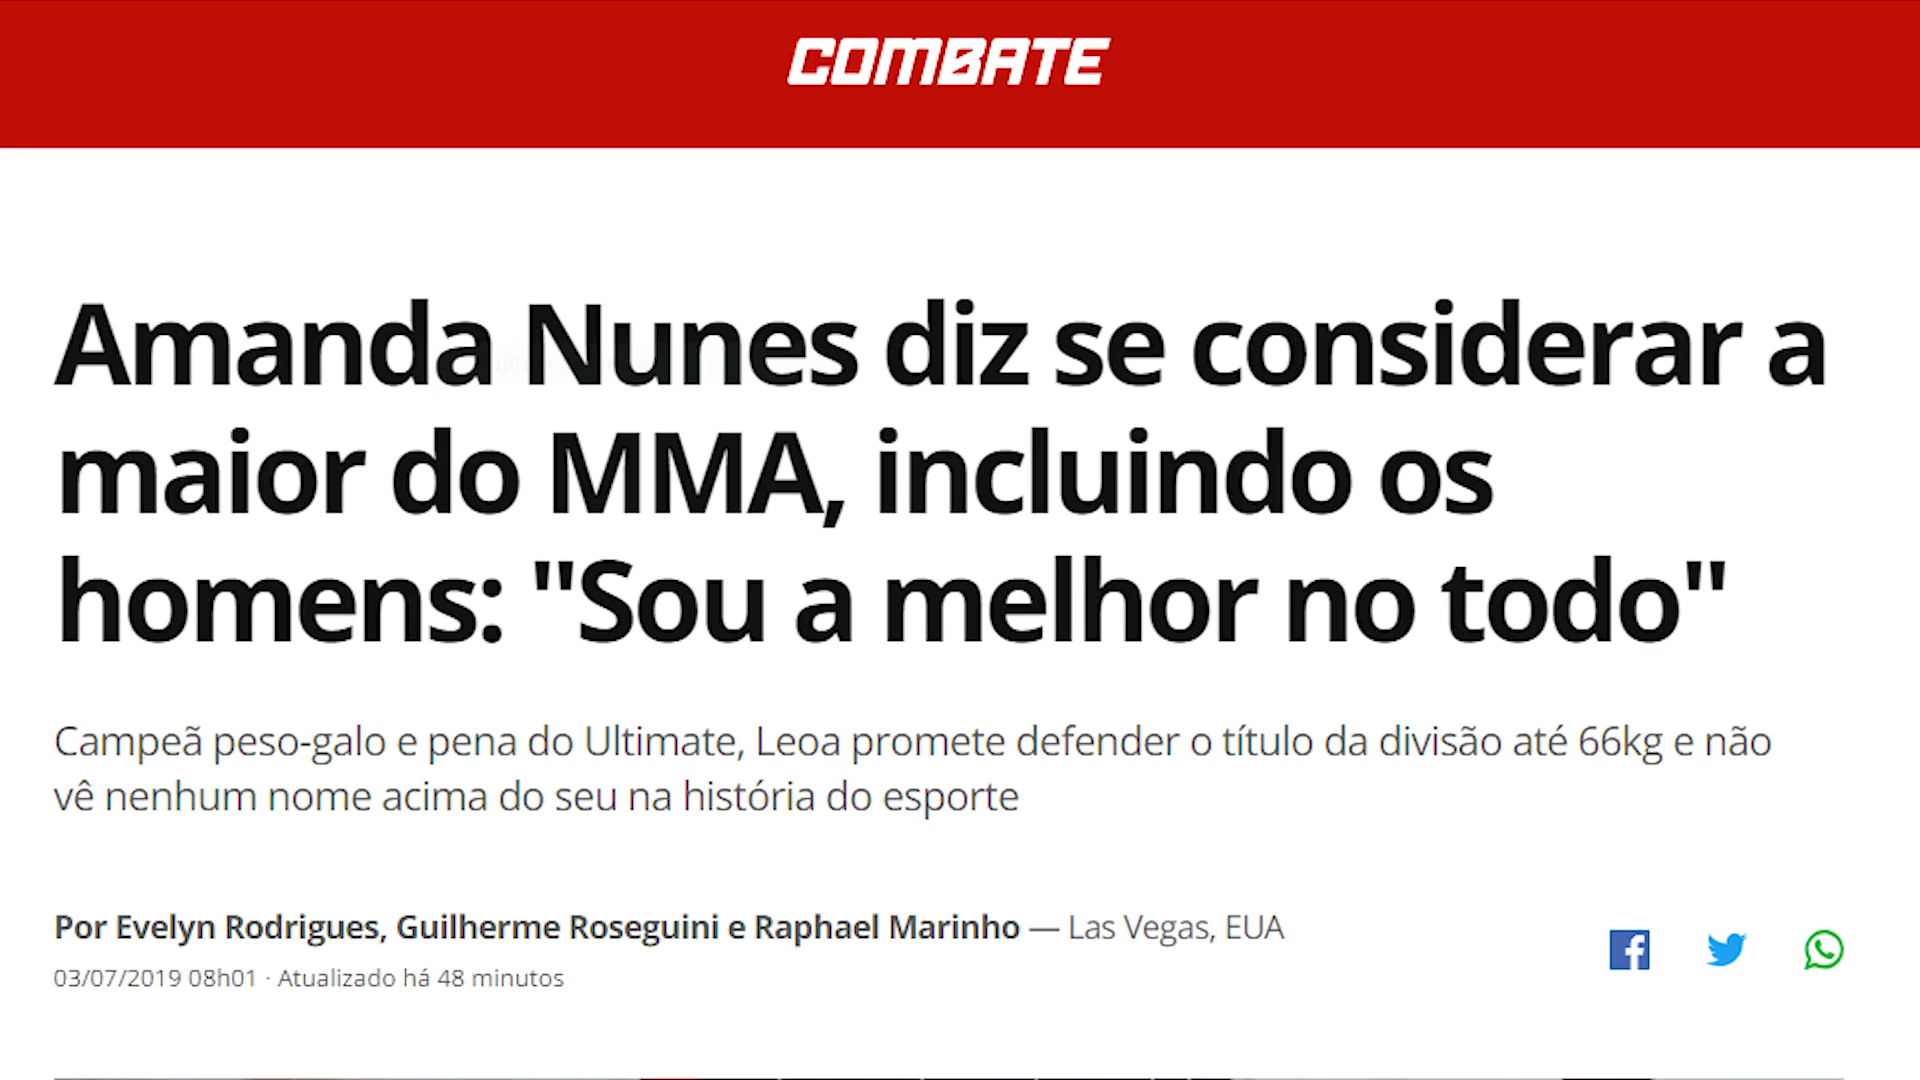 COMBATE
Amanda Nunes diz se considerar a
maior do MMA, incluindo os
homens: "Sou a melhor no todo"
Campeã peso-galo e pena do Ultimate, Leoa promete defender o título da divisão até 66kg e não
vê nenhum nome acima do seu na história do esporte
Por Evelyn Rodrigues, Guilherme Roseguini e Raphael Marinho — Las Vegas, EUA
03/07/2019 08h01 · Atualizado há 48 minutos